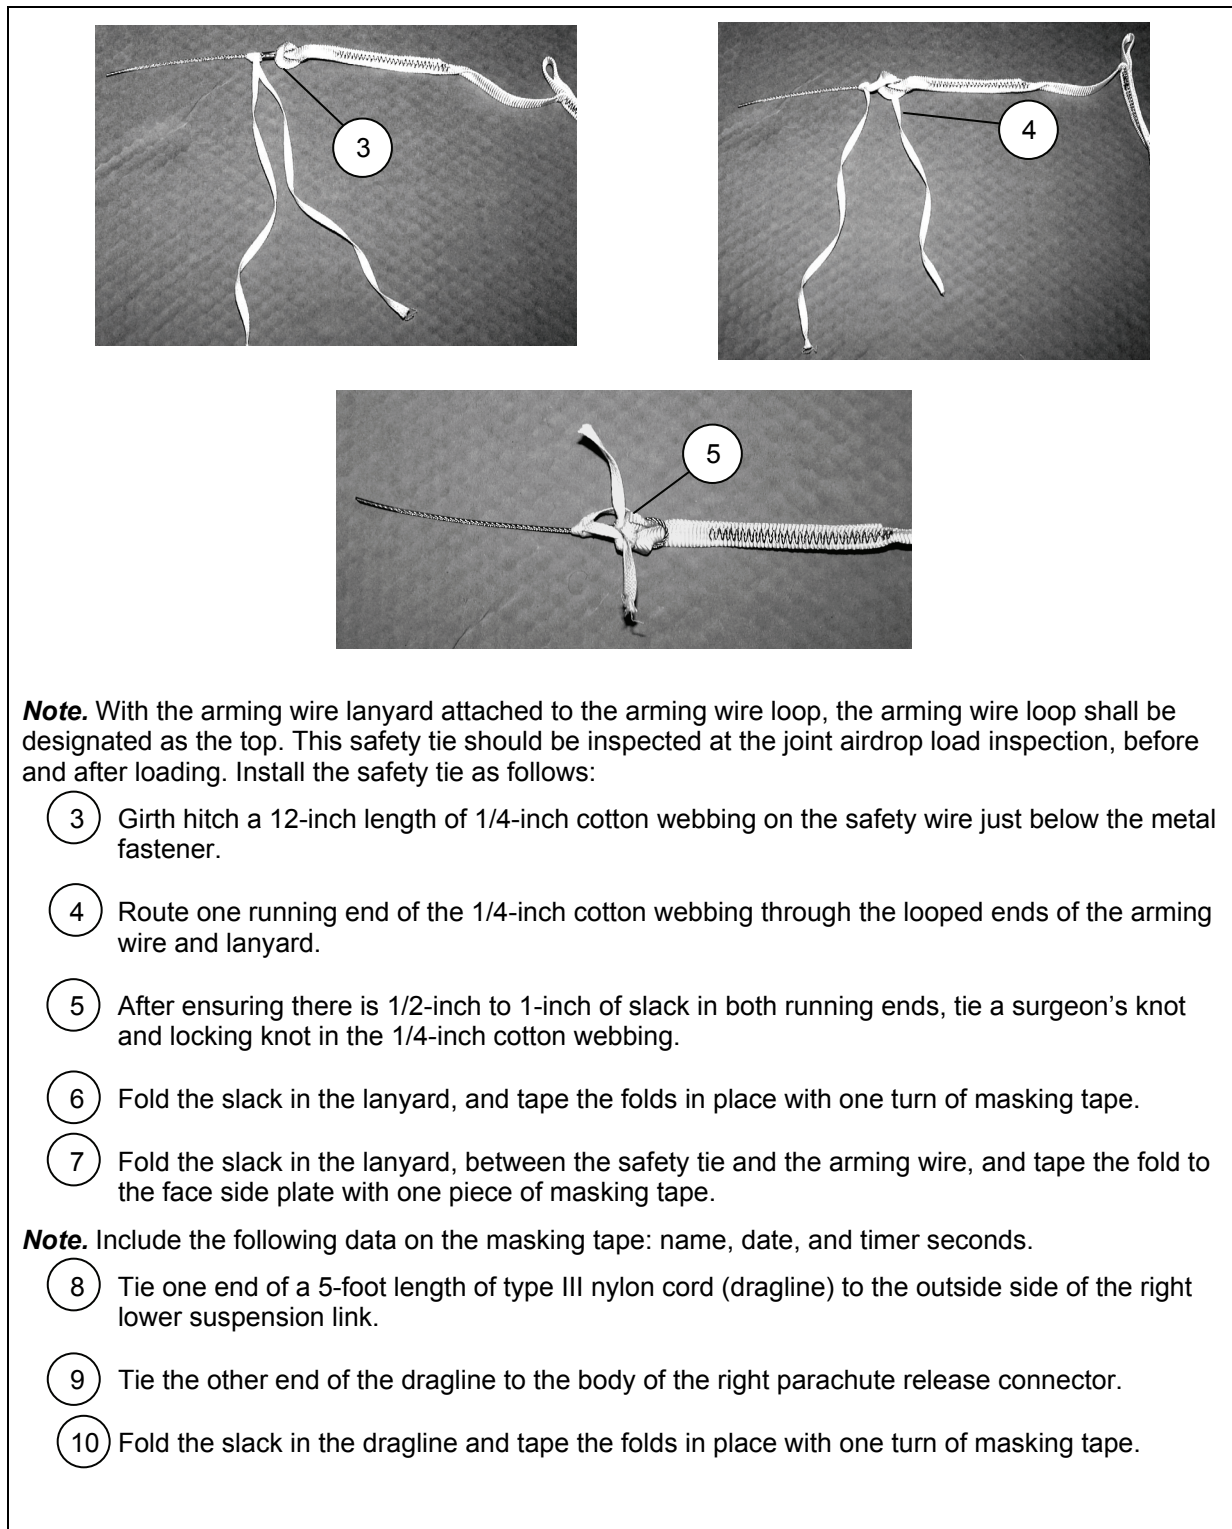 3
4
5
Note. With the arming wire lanyard attached to the arming wire loop, the arming wire loop shall be
designated as the top. This safety tie should be inspected at the joint airdrop load inspection, before
and after loading. Install the safety tie as follows:
3 Girth hitch a 12-inch length of 1/4-inch cotton webbing on the safety wire just below the metal
fastener.
4 Route one running end of the 1/4-inch cotton webbing through the looped ends of the arming
wire and lanyard.
5 After ensuring there is 1/2-inch to 1-inch of slack in both running ends, tie a surgeon’s knot
and locking knot in the 1/4-inch cotton webbing.
6 Fold the slack in the lanyard, and tape the folds in place with one turn of masking tape.
7 Fold the slack in the lanyard, between the safety tie and the arming wire, and tape the fold to
the face side plate with one piece of masking tape.
Note. Include the following data on the masking tape: name, date, and timer seconds.
8 Tie one end of a 5-foot length of type III nylon cord (dragline) to the outside side of the right
lower suspension link.
9 Tie the other end of the dragline to the body of the right parachute release connector.
10 Fold the slack in the dragline and tape the folds in place with one turn of masking tape.